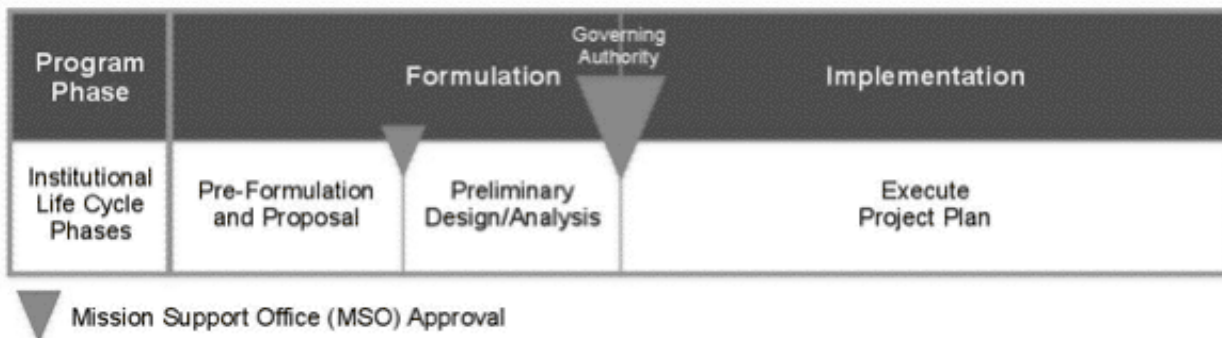 Program
Phase
Formulation
Governing
Authority
Implementation
Institutional
Life Cycle
Phases
Pre-Formulation
and Proposal
Preliminary
Design/Analysis
Execute
Project Plan
Mission Support Office (MSO) Approval